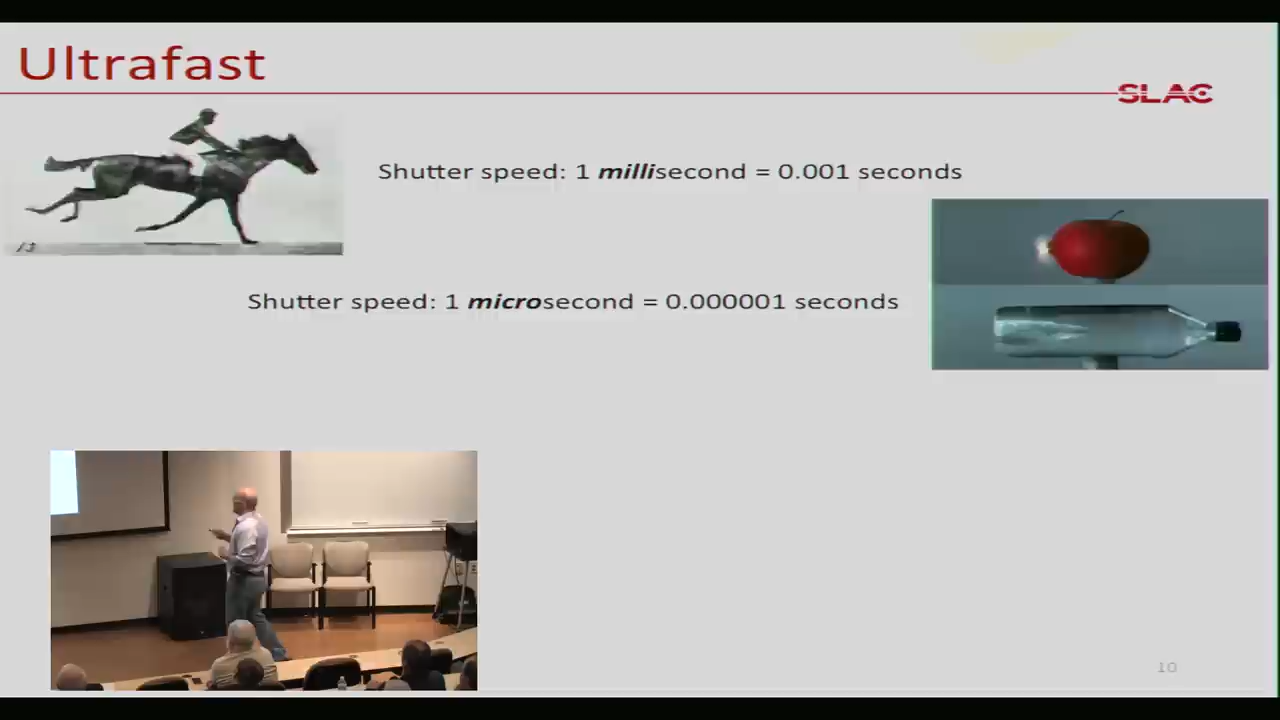 Ultrafast
SLAC
Shutter speed: 1 millisecond = 0.001 seconds
Shutter speed: 1 microsecond = 0.000001 seconds
10